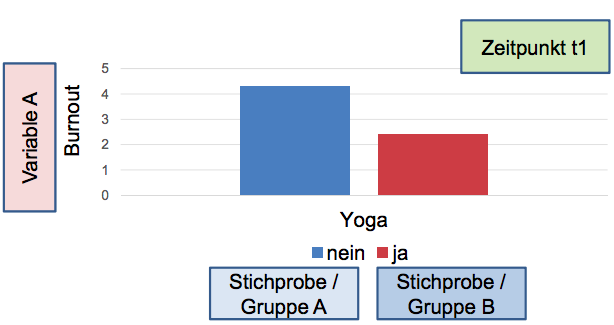 Zeitpunkt t1
Variable A
Burnout
5
4
3
2
1
0
Yoga
nein ja
Stichprobe /
Gruppe A
Stichprobe /
Gruppe B